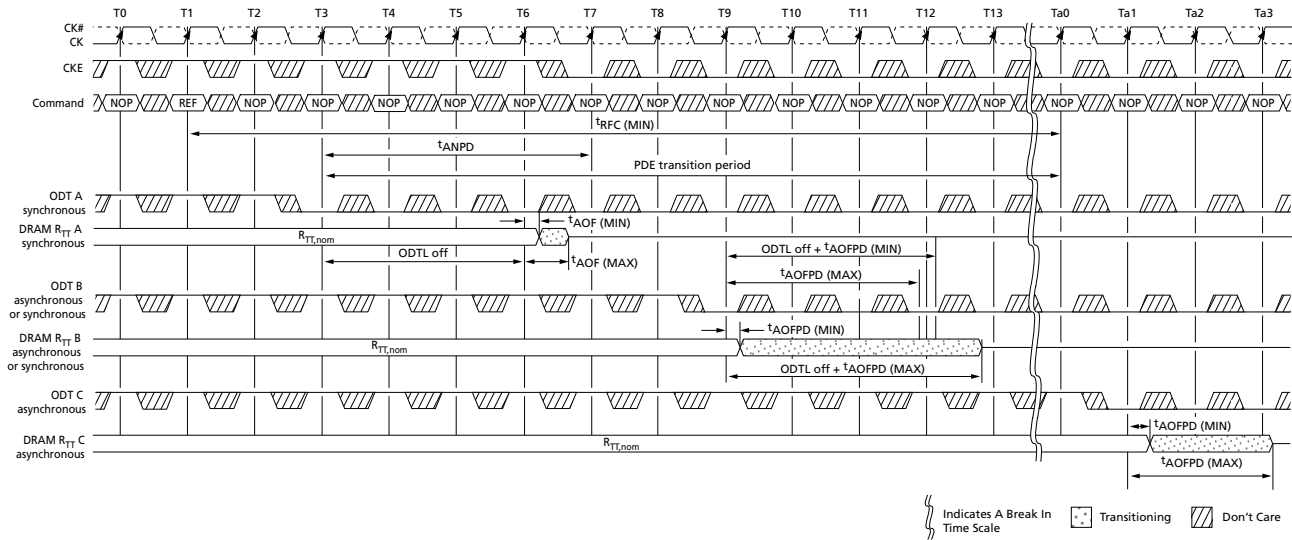 T0 T1 T2 T3 T4 T5 T6 T7 T8 T9 T10 T11 T12 T13 Ta0 Ta1 Ta2 Ta3
CK#
CK
CKE
Command NOP REF NOP NOP NOP NOP NOP NOP NOP NOP NOP NOP NOP NOP NOP NOP NOP NOP
tRFC (MIN)
tANPD
PDE transition period
ODT A
synchronous
tAOF (MIN)
DRAM RTT A
synchronous
RTT,nom
ODTL off
tAOF (MAX)
ODTL off + tAOFPD (MIN)
tAOFPD (MAX)
ODT B
asynchronous
or synchronous
tAOFPD (MIN)
DRAM RTT B
asynchronous
or synchronous
RTT,nom
ODTL off + tAOFPD (MAX)
ODT C
asynchronous
tAOFPD (MIN)
DRAM RTT C
asynchronous
RTT,nom
tAOFPD (MAX)
Indicates A Break In
Time Scale
Transitioning
Don't Care